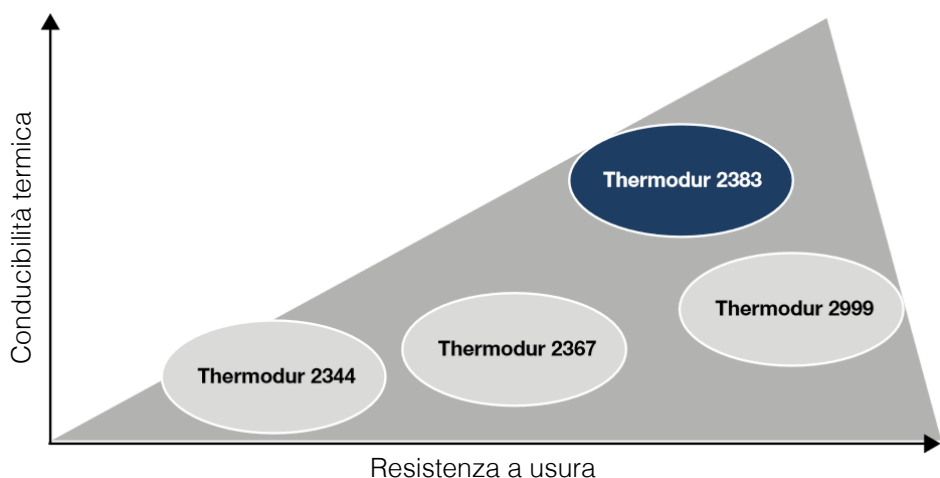 Conducibilità termica
Thermodur 2383
Thermodur 2999
Thermodur 2367
Thermodur 2344
Resistenza a usura